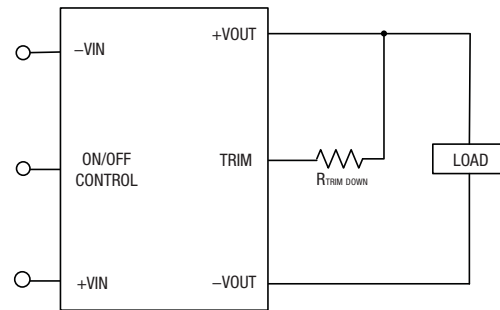 −VIN
+VOUT
ON/OFF
CONTROL
TRIM
RTRIM DOWN
LOAD
+VIN
−VOUT